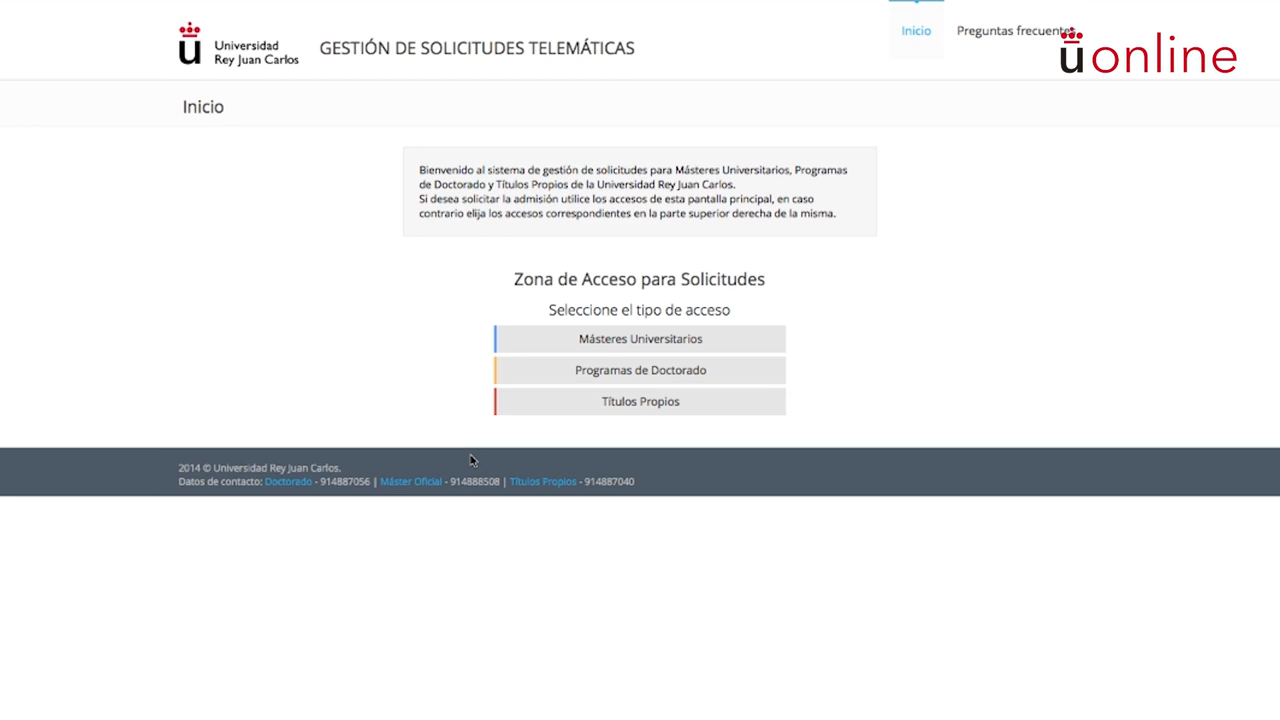 Universidad
Rey Juan Carlos
GESTIÓN DE SOLICITUDES TELEMÁTICAS
Inicio
Preguntas frecuentes
uonline
Inicio
Bienvenido al sistema de gestión de solicitudes para Másteres Universitarios, Programas
de Doctorado y Títulos Propios de la Universidad Rey Juan Carlos.
Si desea solicitar la admisión utilice los accesos de esta pantalla principal, en caso
contrario elija los accesos correspondientes en la parte superior derecha de la misma.
Zona de Acceso para Solicitudes
Seleccione el tipo de acceso
Másteres Universitarios
Programas de Doctorado
Títulos Propios
2014 © Universidad Rey Juan Carlos.
Datos de contacto: Doctorado - 914887056 | Máster Oficial - 914888508 | Títulos Propios - 914887040